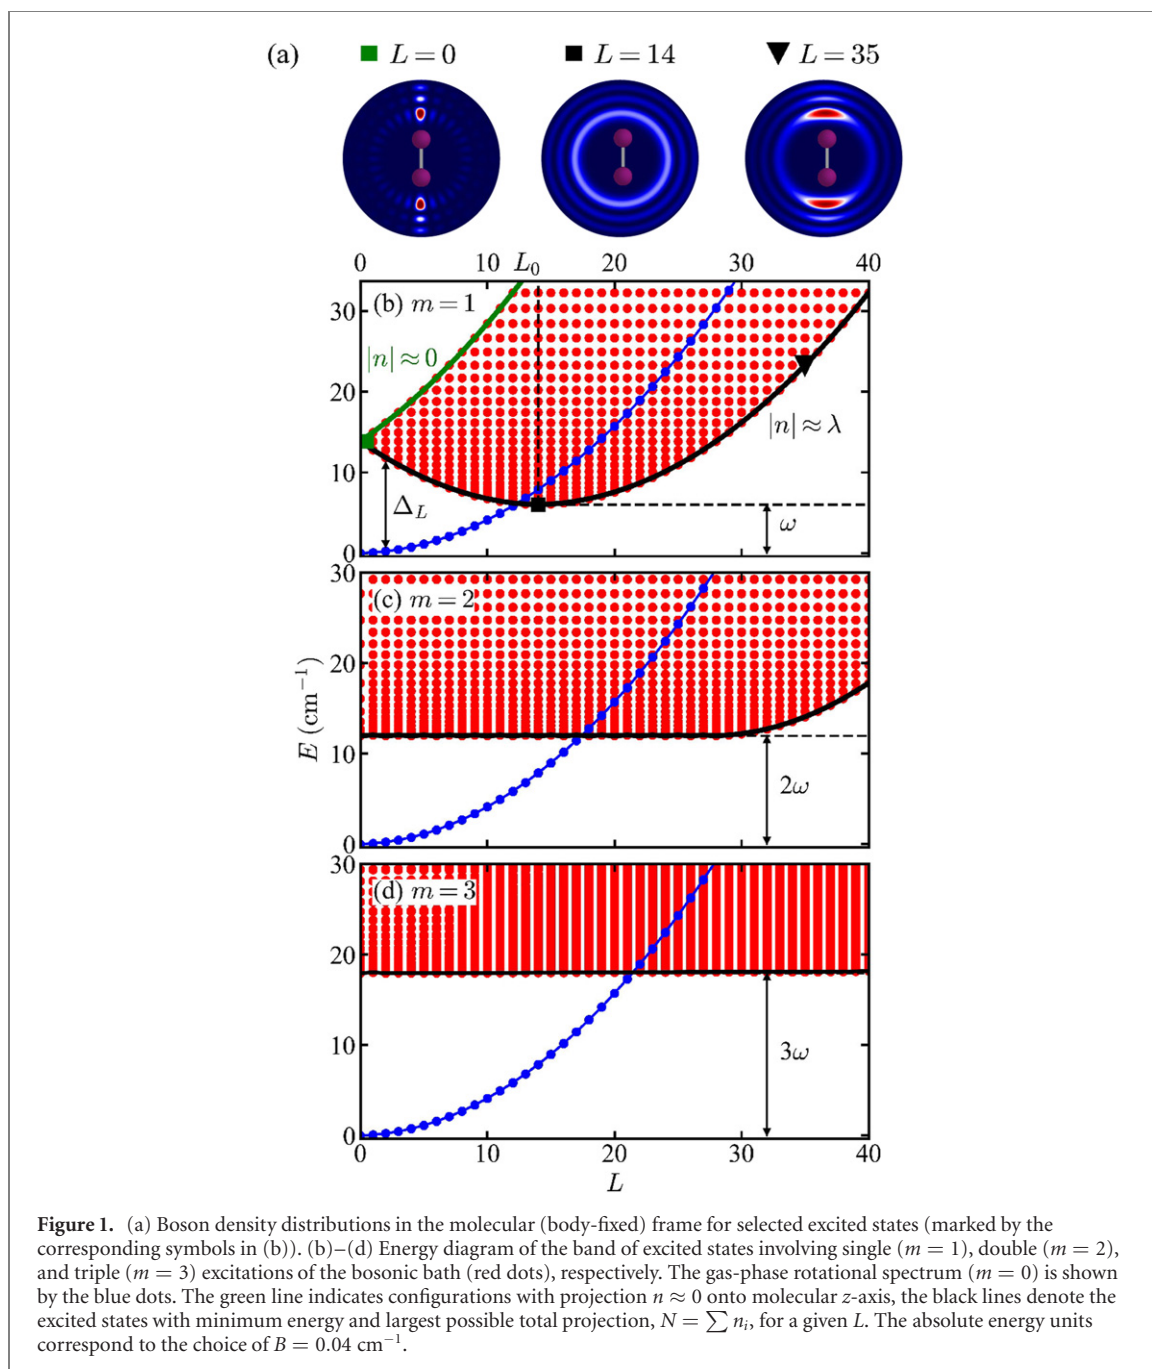 (a) ■ L = 0 ■ L = 14 ▼ L = 35
0 10 L₀ 20 30 40
(b) m = 1
30
|n| ≈ 0
20
|n| ≈ λ
10
Δ_L
ω
0
30
(c) m = 2
20
E (cm⁻¹)
10
2ω
0
30
(d) m = 3
20
10
3ω
0
0 10 20 30 40
L
Figure 1. (a) Boson density distributions in the molecular (body-fixed) frame for selected excited states (marked by the
corresponding symbols in (b)). (b)–(d) Energy diagram of the band of excited states involving single (m = 1), double (m = 2),
and triple (m = 3) excitations of the bosonic bath (red dots), respectively. The gas-phase rotational spectrum (m = 0) is shown
by the blue dots. The green line indicates configurations with projection n ≈ 0 onto molecular z-axis, the black lines denote the
excited states with minimum energy and largest possible total projection, N = ∑ nᵢ, for a given L. The absolute energy units
correspond to the choice of B = 0.04 cm⁻¹.